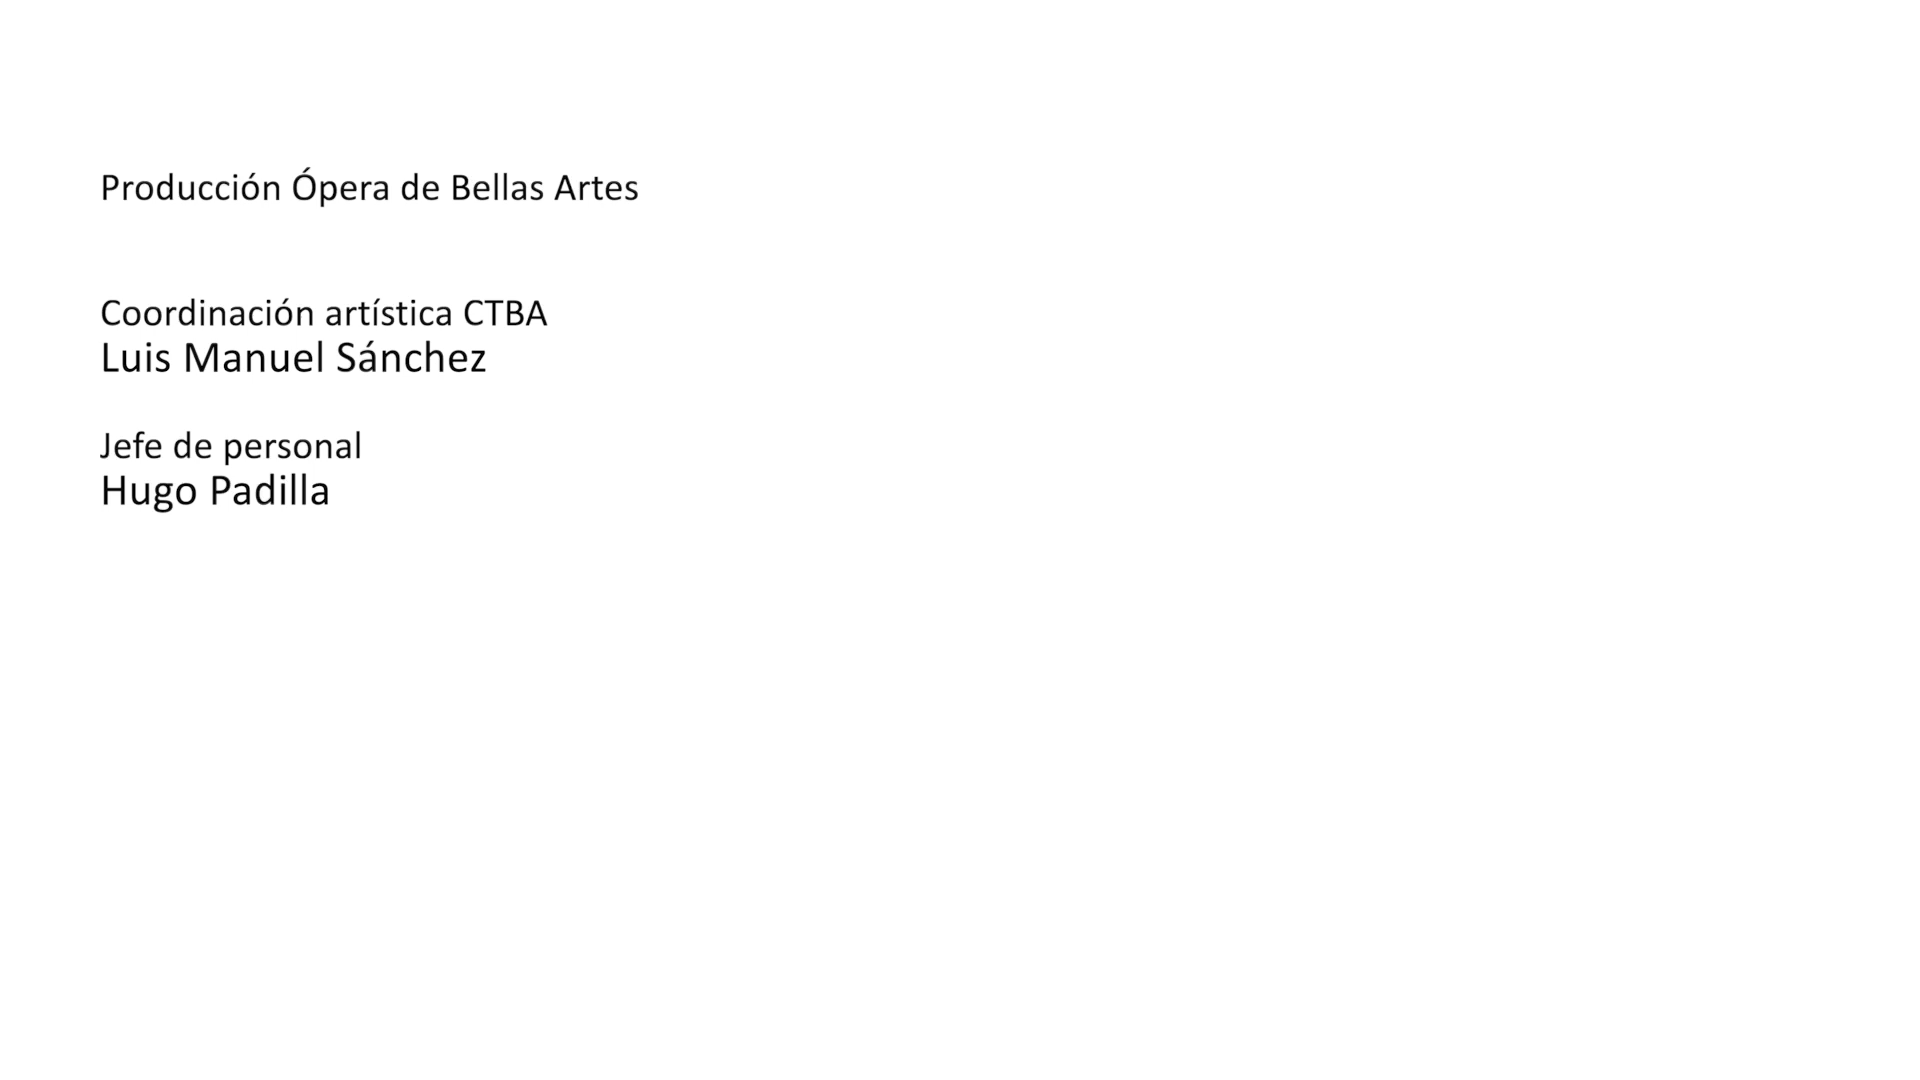 Producción Ópera de Bellas Artes
Coordinación artística CTBA
Luis Manuel Sánchez
Jefe de personal
Hugo Padilla